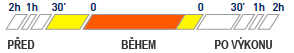 2h 1h 30' 0 0 30' 1h 2h
PŘED BĚHEM PO VÝKONU